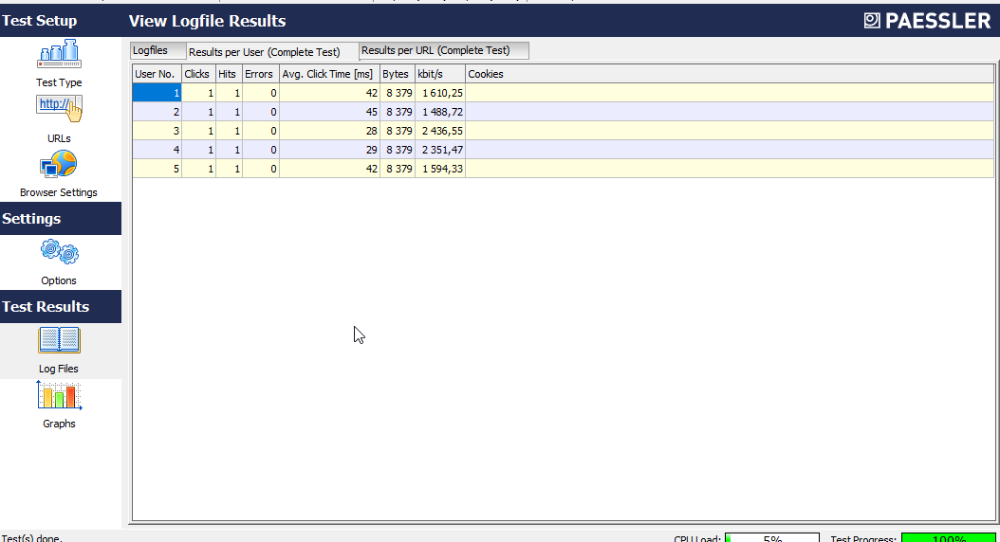 Test Setup
View Logfile Results
PAESSLER
Logfiles
Results per User (Complete Test)
Results per URL (Complete Test)
User No. Clicks Hits Errors Avg. Click Time [ms] Bytes kbit/s Cookies
1 1 1 0 42 8 379 1 610,25
2 1 1 0 45 8 379 1 488,72
3 1 1 0 28 8 379 2 436,55
4 1 1 0 29 8 379 2 351,47
5 1 1 0 42 8 379 1 594,33
Test Type
http://
URLs
Browser Settings
Settings
Options
Test Results
Log Files
Graphs
Test(s) done.
CPU Load: 5% Test Progress: 100%